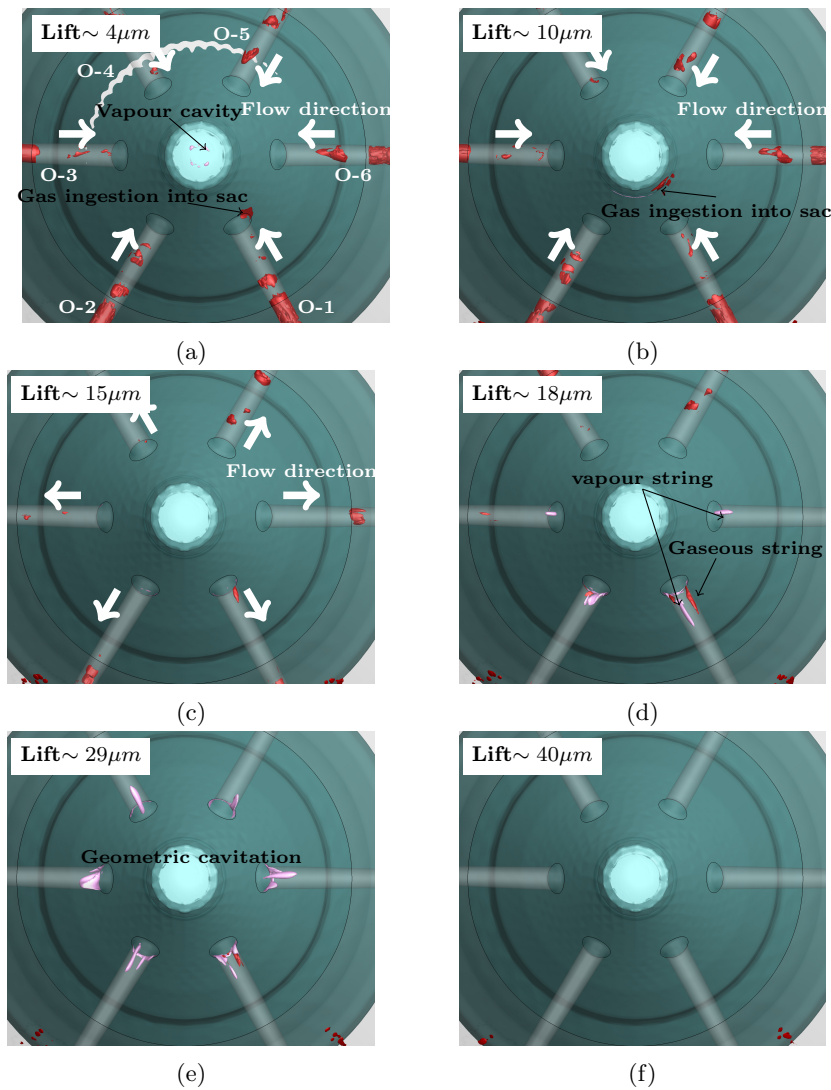 Lift∼ 4μm
O-5
O-4
Vapour cavity
Flow direction
O-3
O-6
Gas ingestion into sac
O-2
O-1
(a)
Lift∼ 10μm
Flow direction
Gas ingestion into sac
(b)
Lift∼ 15μm
Flow direction
(c)
Lift∼ 18μm
vapour string
Gaseous string
(d)
Lift∼ 29μm
Geometric cavitation
(e)
Lift∼ 40μm
(f)